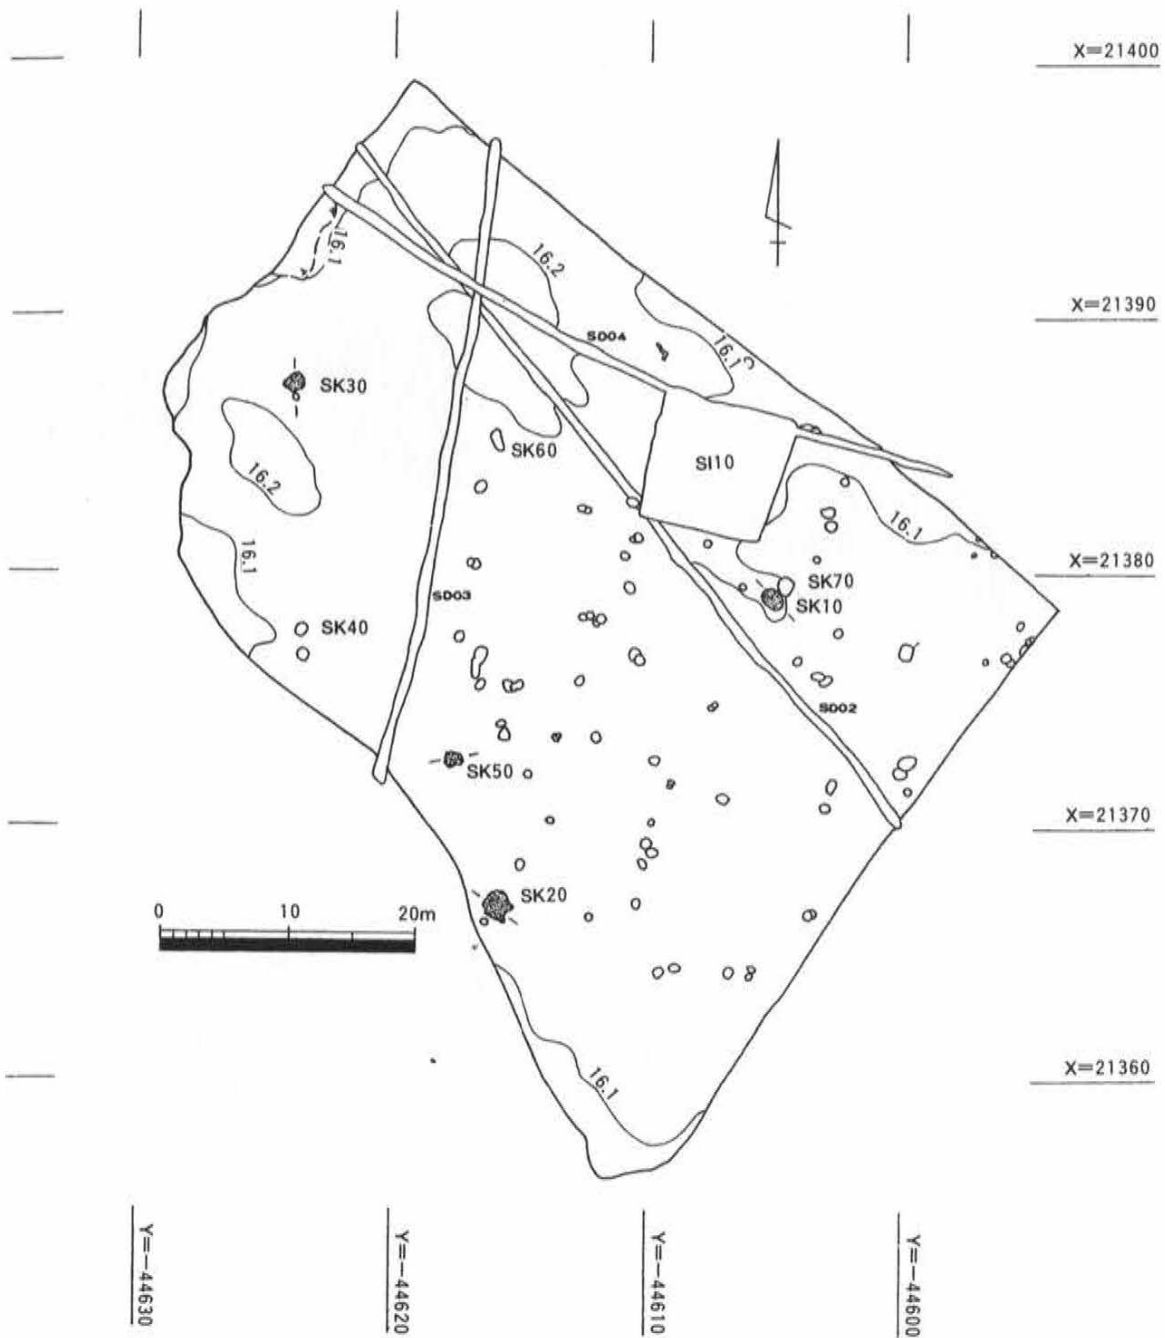 X=21400
16.1
16.2
X=21390
SD04
16.1
SK30
SK60
SI10
16.2
16.1
16.1
X=21380
SK70
SK10
SD03
SK40
SD02
SK50
X=21370
SK20
0 10 20m
X=21360
16.1
Y=-44630
Y=-44620
Y=-44610
Y=-44600